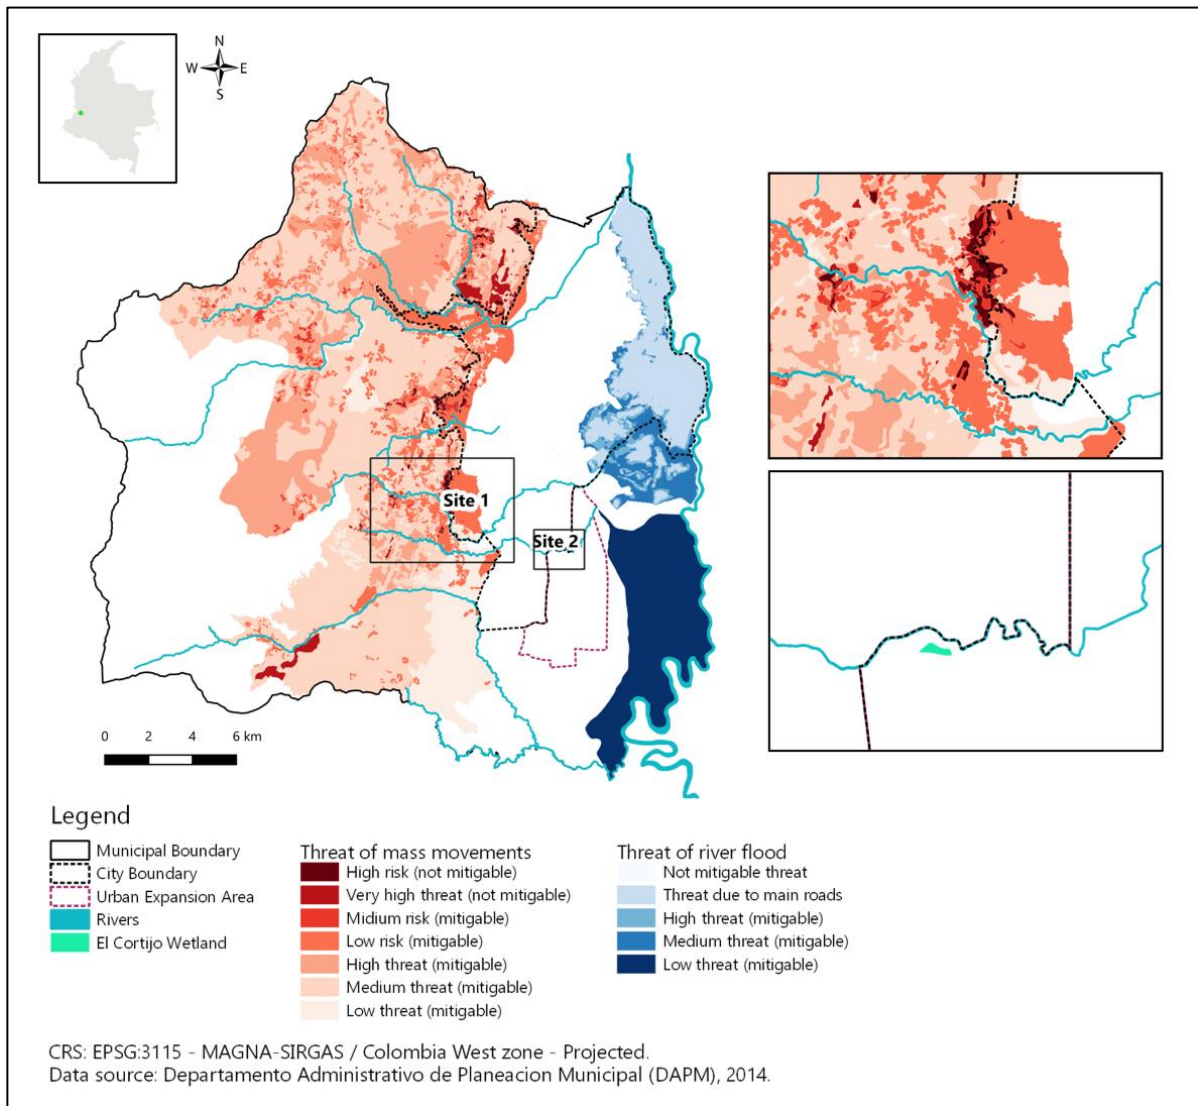 N
W E
S
Site 1
Site 2
0 2 4 6 km
Legend
Municipal Boundary
City Boundary
Urban Expansion Area
Rivers
El Cortijo Wetland
Threat of mass movements
High risk (not mitigable)
Very high threat (not mitigable)
Midium risk (mitigable)
Low risk (mitigable)
High threat (mitigable)
Medium threat (mitigable)
Low threat (mitigable)
Threat of river flood
Not mitigable threat
Threat due to main roads
High threat (mitigable)
Medium threat (mitigable)
Low threat (mitigable)
CRS: EPSG:3115 - MAGNA-SIRGAS / Colombia West zone - Projected.
Data source: Departamento Administrativo de Planeacion Municipal (DAPM), 2014.